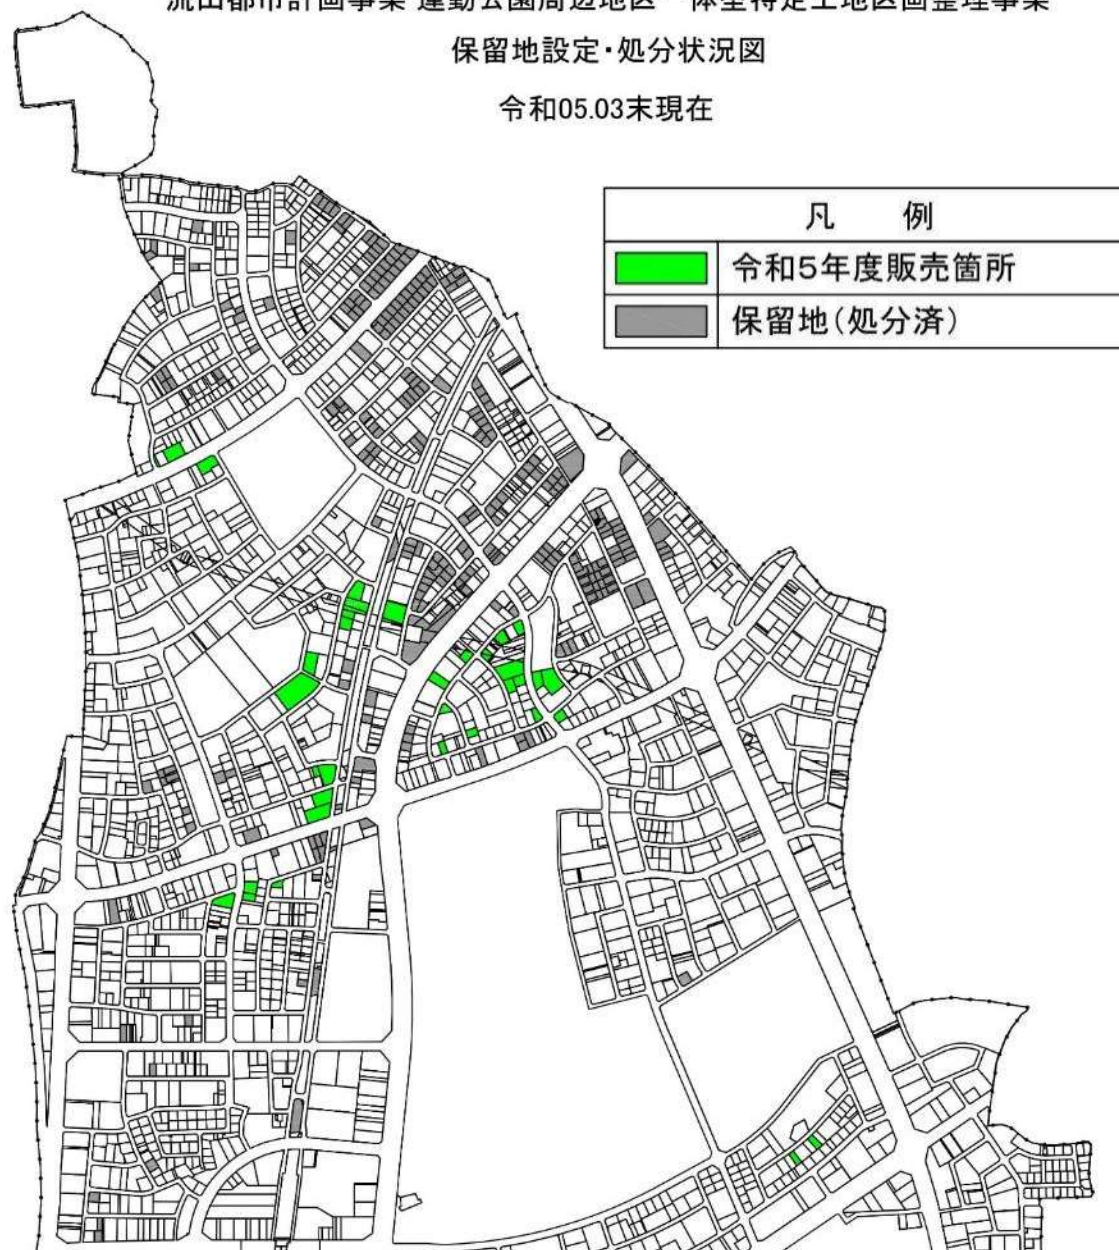 流山都市計画事業 運動公園周辺地区一体型特定土地区画整理事業
保留地設定・処分状況図
令和05.03末現在
凡 例
令和5年度販売箇所
保留地(処分済)